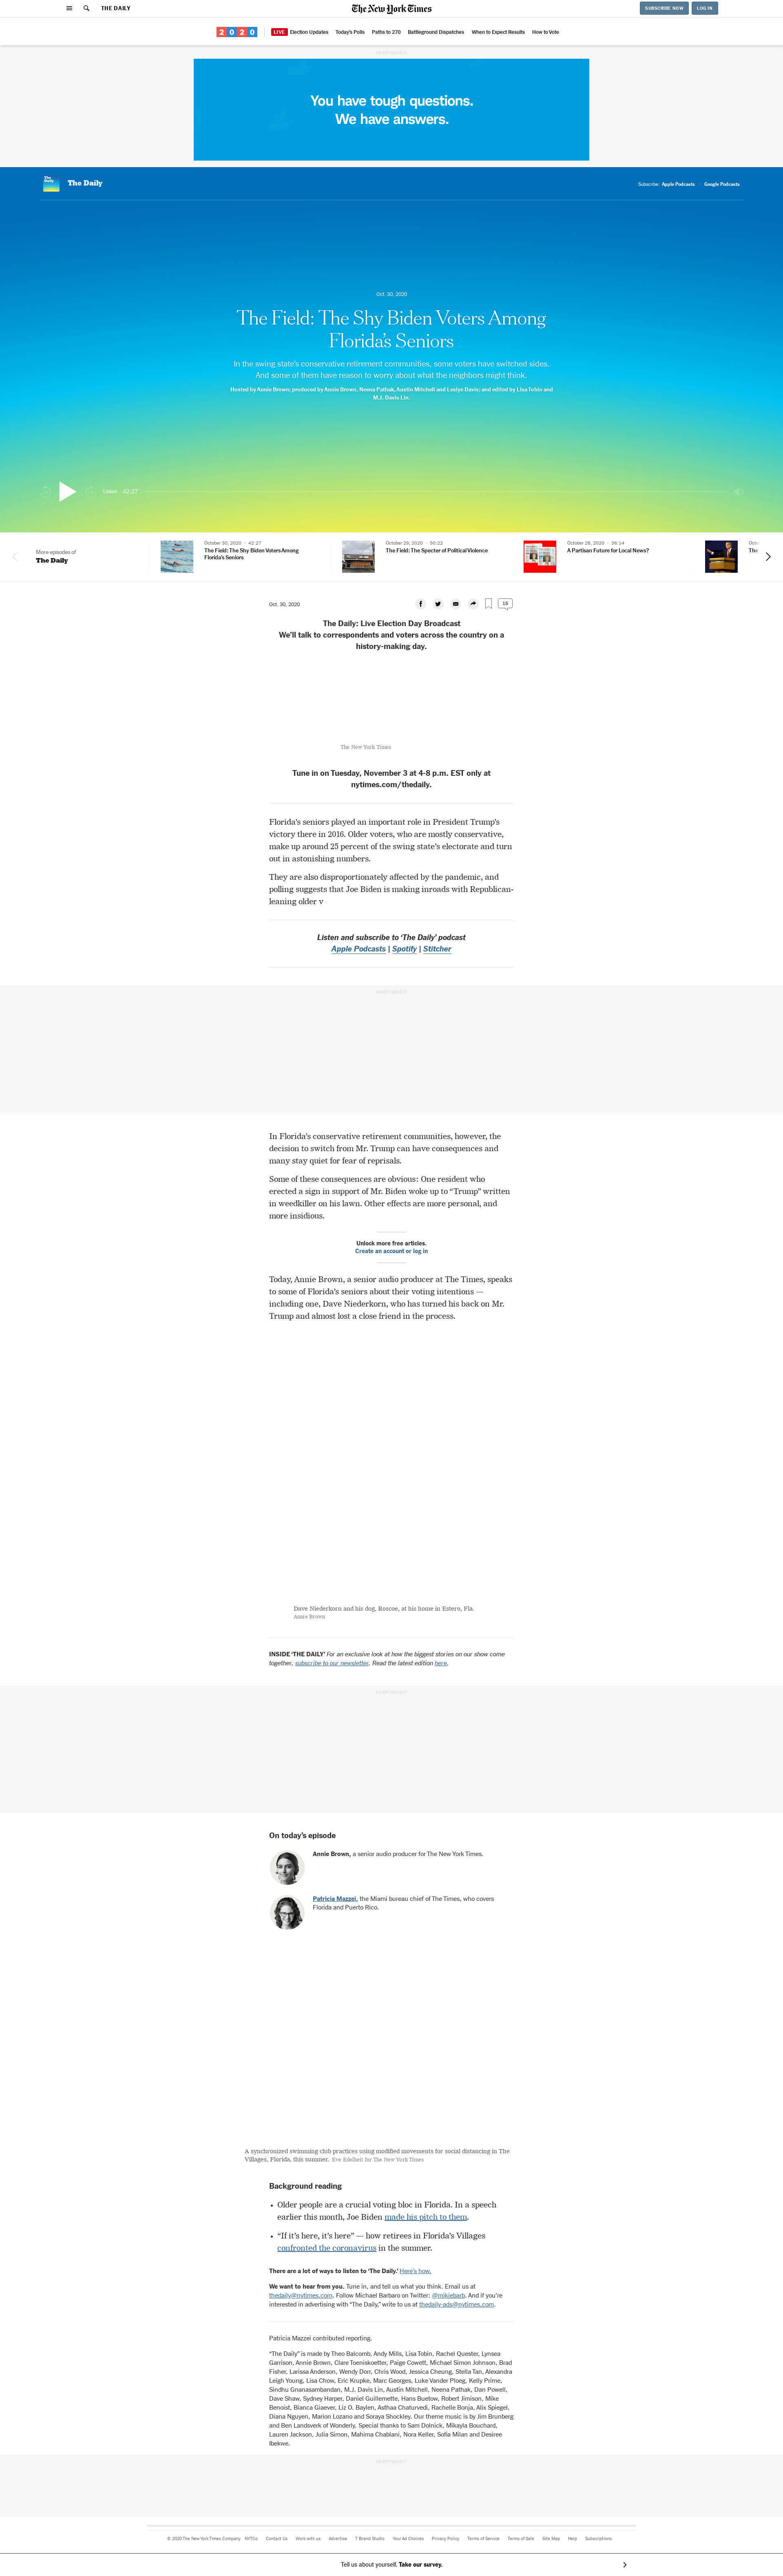 THE DAILY
The New York Times
SUBSCRIBE NOW
LOG IN
2020
LIVE Election Updates
Today's Polls
Paths to 270
Battleground Dispatches
When to Expect Results
How to Vote
ADVERTISEMENT
You have tough questions.
We have answers.
The Daily
The Daily
Subscribe:
Apple Podcasts
Google Podcasts
Oct. 30, 2020
The Field: The Shy Biden Voters Among
Florida's Seniors
In the swing state's conservative retirement communities, some voters have switched sides.
And some of them have reason to worry about what the neighbors might think.
Hosted by Annie Brown; produced by Annie Brown, Neena Pathak, Austin Mitchell and Leslye Davis; and edited by Lisa Tobin and
M.J. Davis Lin.
Listen 42:27
More episodes of
The Daily
October 30, 2020 · 42:27
The Field: The Shy Biden Voters Among
Florida's Seniors
October 29, 2020 · 50:22
The Field: The Specter of Political Violence
October 28, 2020 · 36:14
A Partisan Future for Local News?
Oct
The
Oct. 30, 2020
15
The Daily: Live Election Day Broadcast
We'll talk to correspondents and voters across the country on a
history-making day.
The New York Times
Tune in on Tuesday, November 3 at 4-8 p.m. EST only at
nytimes.com/thedaily.
Florida's seniors played an important role in President Trump's
victory there in 2016. Older voters, who are mostly conservative,
make up around 25 percent of the swing state's electorate and turn
out in astonishing numbers.
They are also disproportionately affected by the pandemic, and
polling suggests that Joe Biden is making inroads with Republican-
leaning older v
Listen and subscribe to 'The Daily' podcast
Apple Podcasts | Spotify | Stitcher
ADVERTISEMENT
In Florida's conservative retirement communities, however, the
decision to switch from Mr. Trump can have consequences and
many stay quiet for fear of reprisals.
Some of these consequences are obvious: One resident who
erected a sign in support of Mr. Biden woke up to "Trump" written
in weedkiller on his lawn. Other effects are more personal, and
more insidious.
Unlock more free articles.
Create an account or log in
Today, Annie Brown, a senior audio producer at The Times, speaks
to some of Florida's seniors about their voting intentions —
including one, Dave Niederkorn, who has turned his back on Mr.
Trump and almost lost a close friend in the process.
Dave Niederkorn and his dog, Roscoe, at his home in Estero, Fla.
Annie Brown
INSIDE 'THE DAILY' For an exclusive look at how the biggest stories on our show come
together, subscribe to our newsletter. Read the latest edition here.
ADVERTISEMENT
On today's episode
Annie Brown, a senior audio producer for The New York Times.
Patricia Mazzei, the Miami bureau chief of The Times, who covers
Florida and Puerto Rico.
A synchronized swimming club practices using modified movements for social distancing in The
Villages, Florida, this summer. Eve Edelheit for The New York Times
Background reading
• Older people are a crucial voting bloc in Florida. In a speech
earlier this month, Joe Biden made his pitch to them.
• "If it's here, it's here" — how retirees in Florida's Villages
confronted the coronavirus in the summer.
There are a lot of ways to listen to 'The Daily.' Here's how.
We want to hear from you. Tune in, and tell us what you think. Email us at
thedaily@nytimes.com. Follow Michael Barbaro on Twitter: @mikiebarb. And if you're
interested in advertising with "The Daily," write to us at thedaily-ads@nytimes.com.
Patricia Mazzei contributed reporting.
"The Daily" is made by Theo Balcomb, Andy Mills, Lisa Tobin, Rachel Quester, Lynsea
Garrison, Annie Brown, Clare Toeniskoetter, Paige Cowett, Michael Simon Johnson, Brad
Fisher, Larissa Anderson, Wendy Dorr, Chris Wood, Jessica Cheung, Stella Tan, Alexandra
Leigh Young, Lisa Chow, Eric Krupke, Marc Georges, Luke Vander Ploeg, Kelly Prime,
Sindhu Gnanasambandan, M.J. Davis Lin, Austin Mitchell, Neena Pathak, Dan Powell,
Dave Shaw, Sydney Harper, Daniel Guillemette, Hans Buetow, Robert Jimison, Mike
Benoist, Bianca Giaever, Liz O. Baylen, Asthaa Chaturvedi, Rachelle Bonja, Alix Spiegel,
Diana Nguyen, Marion Lozano and Soraya Shockley. Our theme music is by Jim Brunberg
and Ben Landsverk of Wonderly. Special thanks to Sam Dolnick, Mikayla Bouchard,
Lauren Jackson, Julia Simon, Mahima Chablani, Nora Keller, Sofia Milan and Desiree
Ibekwe.
ADVERTISEMENT
© 2020 The New York Times Company
NYTCo
Contact Us
Work with us
Advertise
T Brand Studio
Your Ad Choices
Privacy Policy
Terms of Service
Terms of Sale
Site Map
Help
Subscriptions
Tell us about yourself. Take our survey.